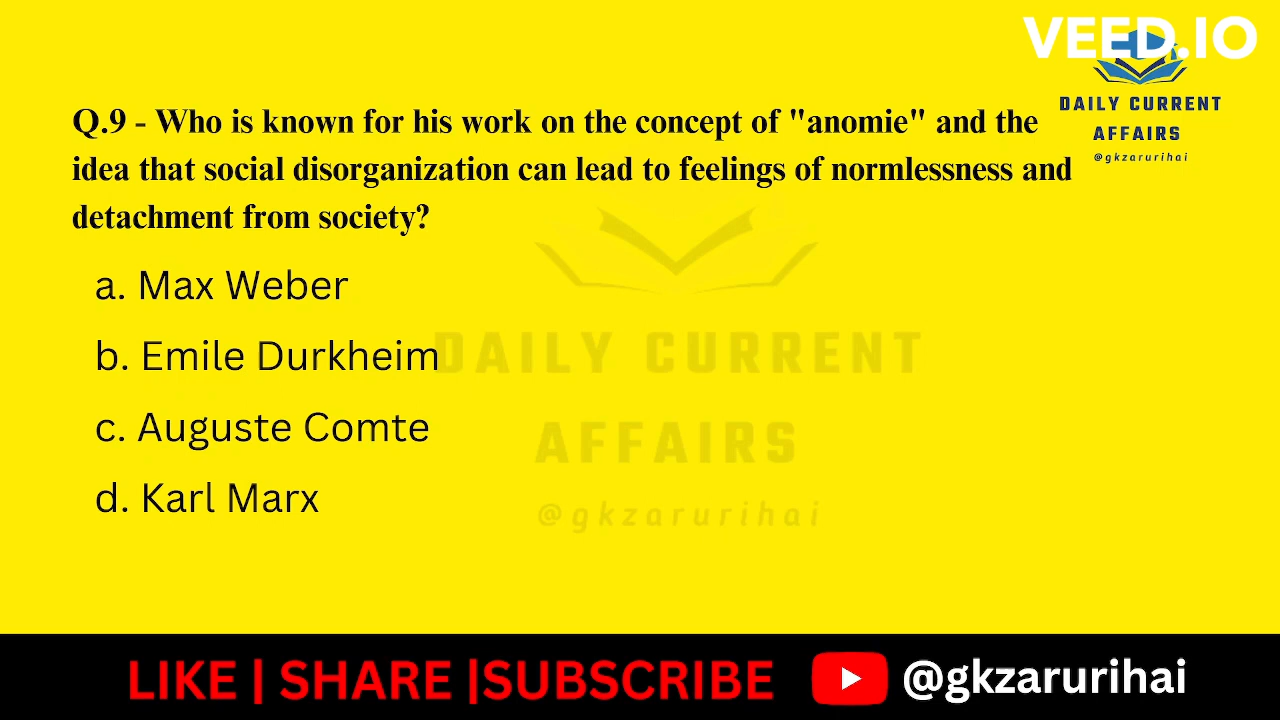 VEED.IO
DAILY CURRENT
AFFAIRS
@gkzarurihai
Q.9 - Who is known for his work on the concept of "anomie" and the
idea that social disorganization can lead to feelings of normlessness and
detachment from society?
a. Max Weber
b. Emile Durkheim
c. Auguste Comte
d. Karl Marx
DAILY CURRENT
AFFAIRS
@gkzarurihai
LIKE | SHARE |SUBSCRIBE @gkzarurihai